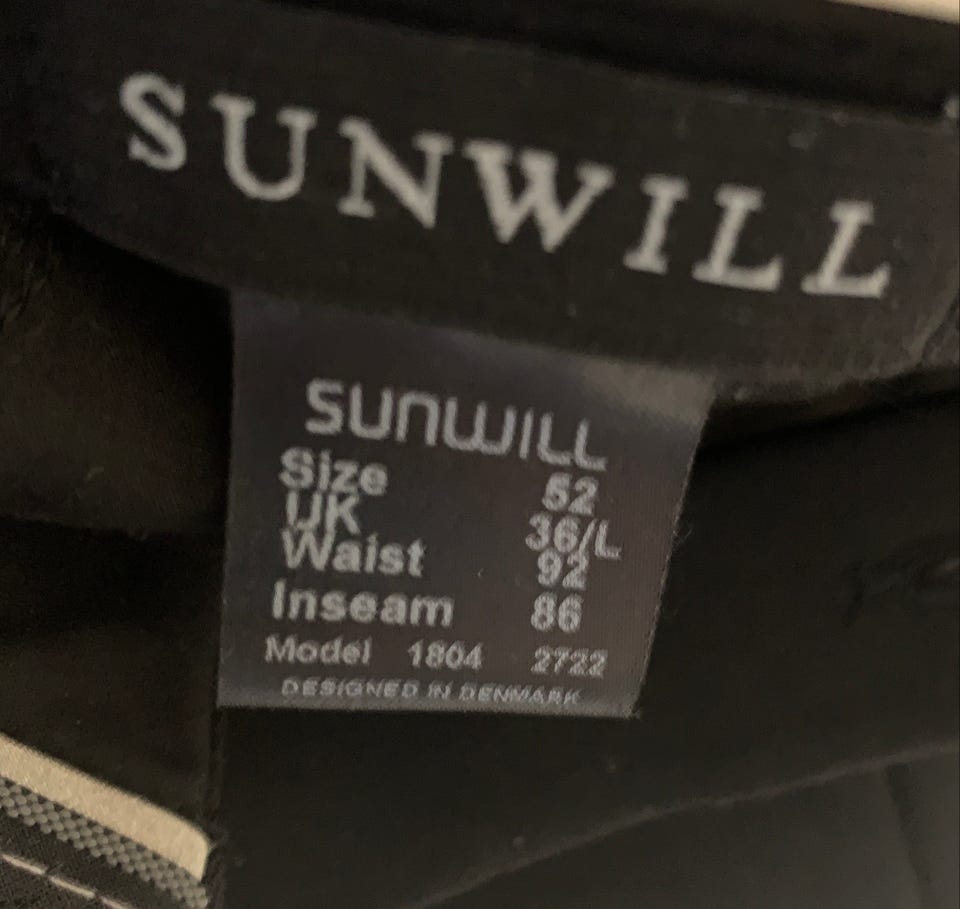 SUNWILL
SUNWILL
Size 52
UK 36/L
Waist 92
Inseam 86
Model 1804 2722
DESIGNED IN DENMARK